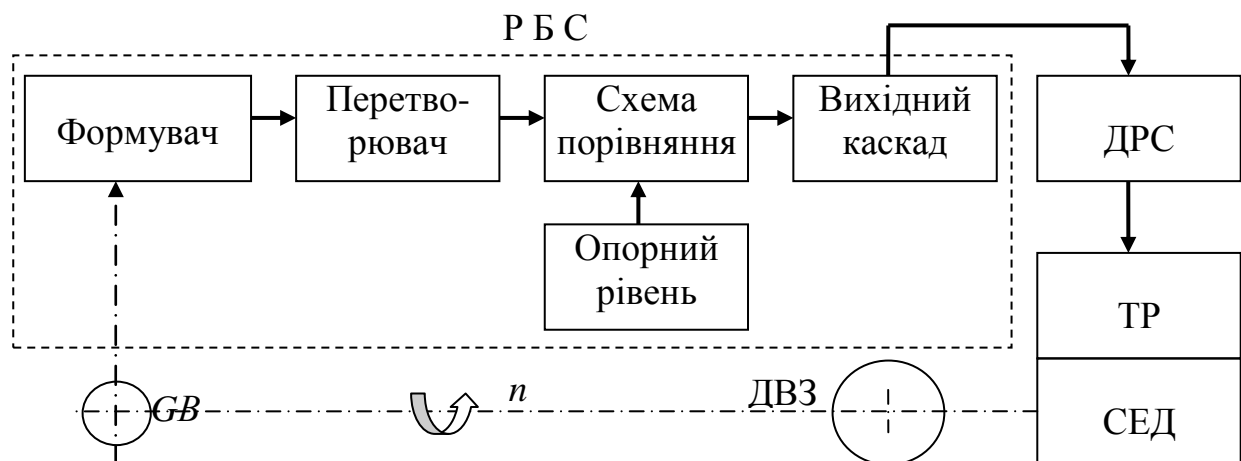 Р Б С
Формувач
Перетво-
рювач
Схема
порівняння
Вихідний
каскад
ДРС
Опорний
рівень
ТР
GB
n
ДВЗ
СЕД